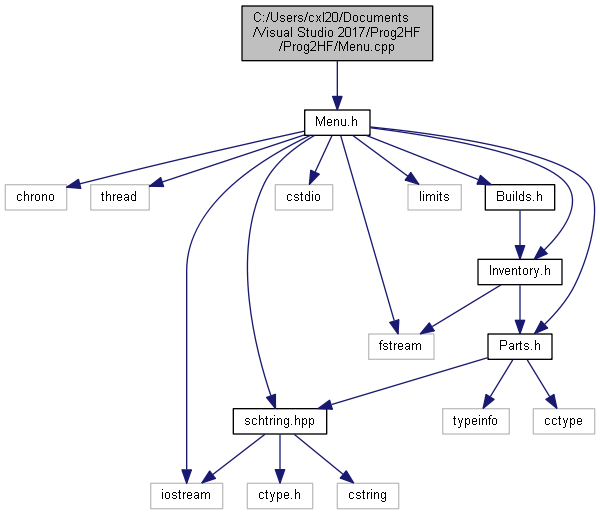 C:/Users/cxl20/Documents
/Visual Studio 2017/Prog2HF
/Prog2HF/Menu.cpp
Menu.h
chrono
thread
cstdio
limits
Builds.h
Inventory.h
fstream
Parts.h
schtring.hpp
typeinfo
cctype
iostream
ctype.h
cstring